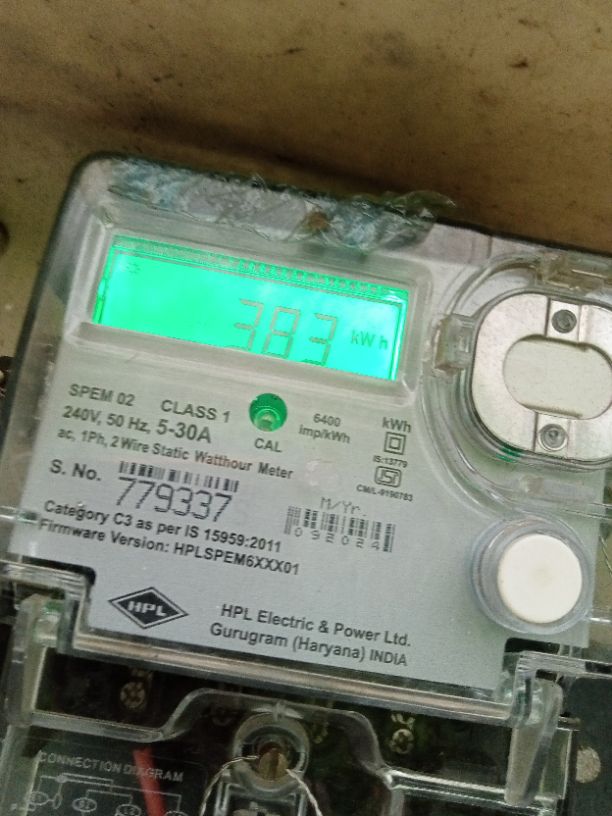 383 kWh
SPEM 02 CLASS 1
240V, 50 Hz, 5-30A
ac, 1Ph, 2 Wire Static Watthour Meter
CAL
6400
imp/kWh
kWh
IS:13779
CM/L-9190783
S. No.
779337
M/Yr.
092024
Category C3 as per IS 15959:2011
Firmware Version: HPLSPEM6XXX01
HPL
HPL Electric & Power Ltd.
Gurugram (Haryana) INDIA
CONNECTION DIAGRAM